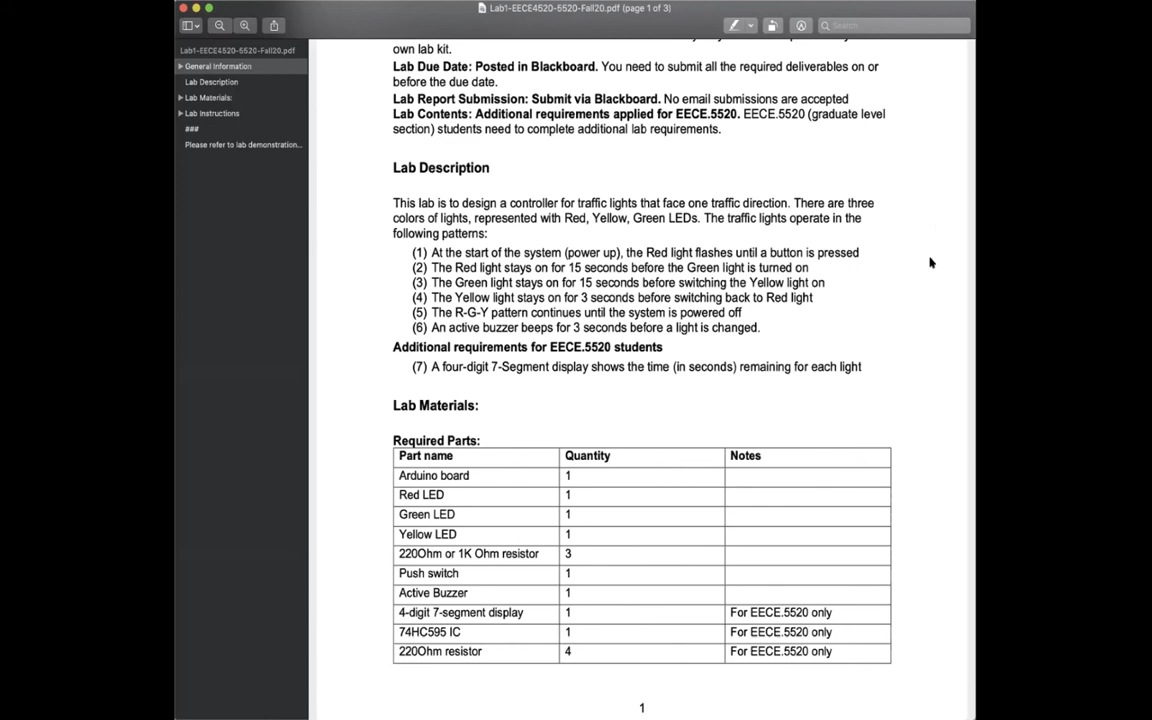 Lab1-EECE4520-5520-Fall20.pdf (page 1 of 3)
Search
Lab1-EECE4520-5520-Fall20.pdf
General Information
Lab Description
Lab Materials:
Lab Instructions
###
Please refer to lab demonstration...
own lab kit.
Lab Due Date: Posted in Blackboard. You need to submit all the required deliverables on or
before the due date.
Lab Report Submission: Submit via Blackboard. No email submissions are accepted
Lab Contents: Additional requirements applied for EECE.5520. EECE.5520 (graduate level
section) students need to complete additional lab requirements.
Lab Description
This lab is to design a controller for traffic lights that face one traffic direction. There are three
colors of lights, represented with Red, Yellow, Green LEDs. The traffic lights operate in the
following patterns:
(1) At the start of the system (power up), the Red light flashes until a button is pressed
(2) The Red light stays on for 15 seconds before the Green light is turned on
(3) The Green light stays on for 15 seconds before switching the Yellow light on
(4) The Yellow light stays on for 3 seconds before switching back to Red light
(5) The R-G-Y pattern continues until the system is powered off
(6) An active buzzer beeps for 3 seconds before a light is changed.
Additional requirements for EECE.5520 students
(7) A four-digit 7-Segment display shows the time (in seconds) remaining for each light
Lab Materials:
Required Parts:
Part name Quantity Notes
Arduino board 1
Red LED 1
Green LED 1
Yellow LED 1
220Ohm or 1K Ohm resistor 3
Push switch 1
Active Buzzer 1
4-digit 7-segment display 1 For EECE.5520 only
74HC595 IC 1 For EECE.5520 only
220Ohm resistor 4 For EECE.5520 only
1